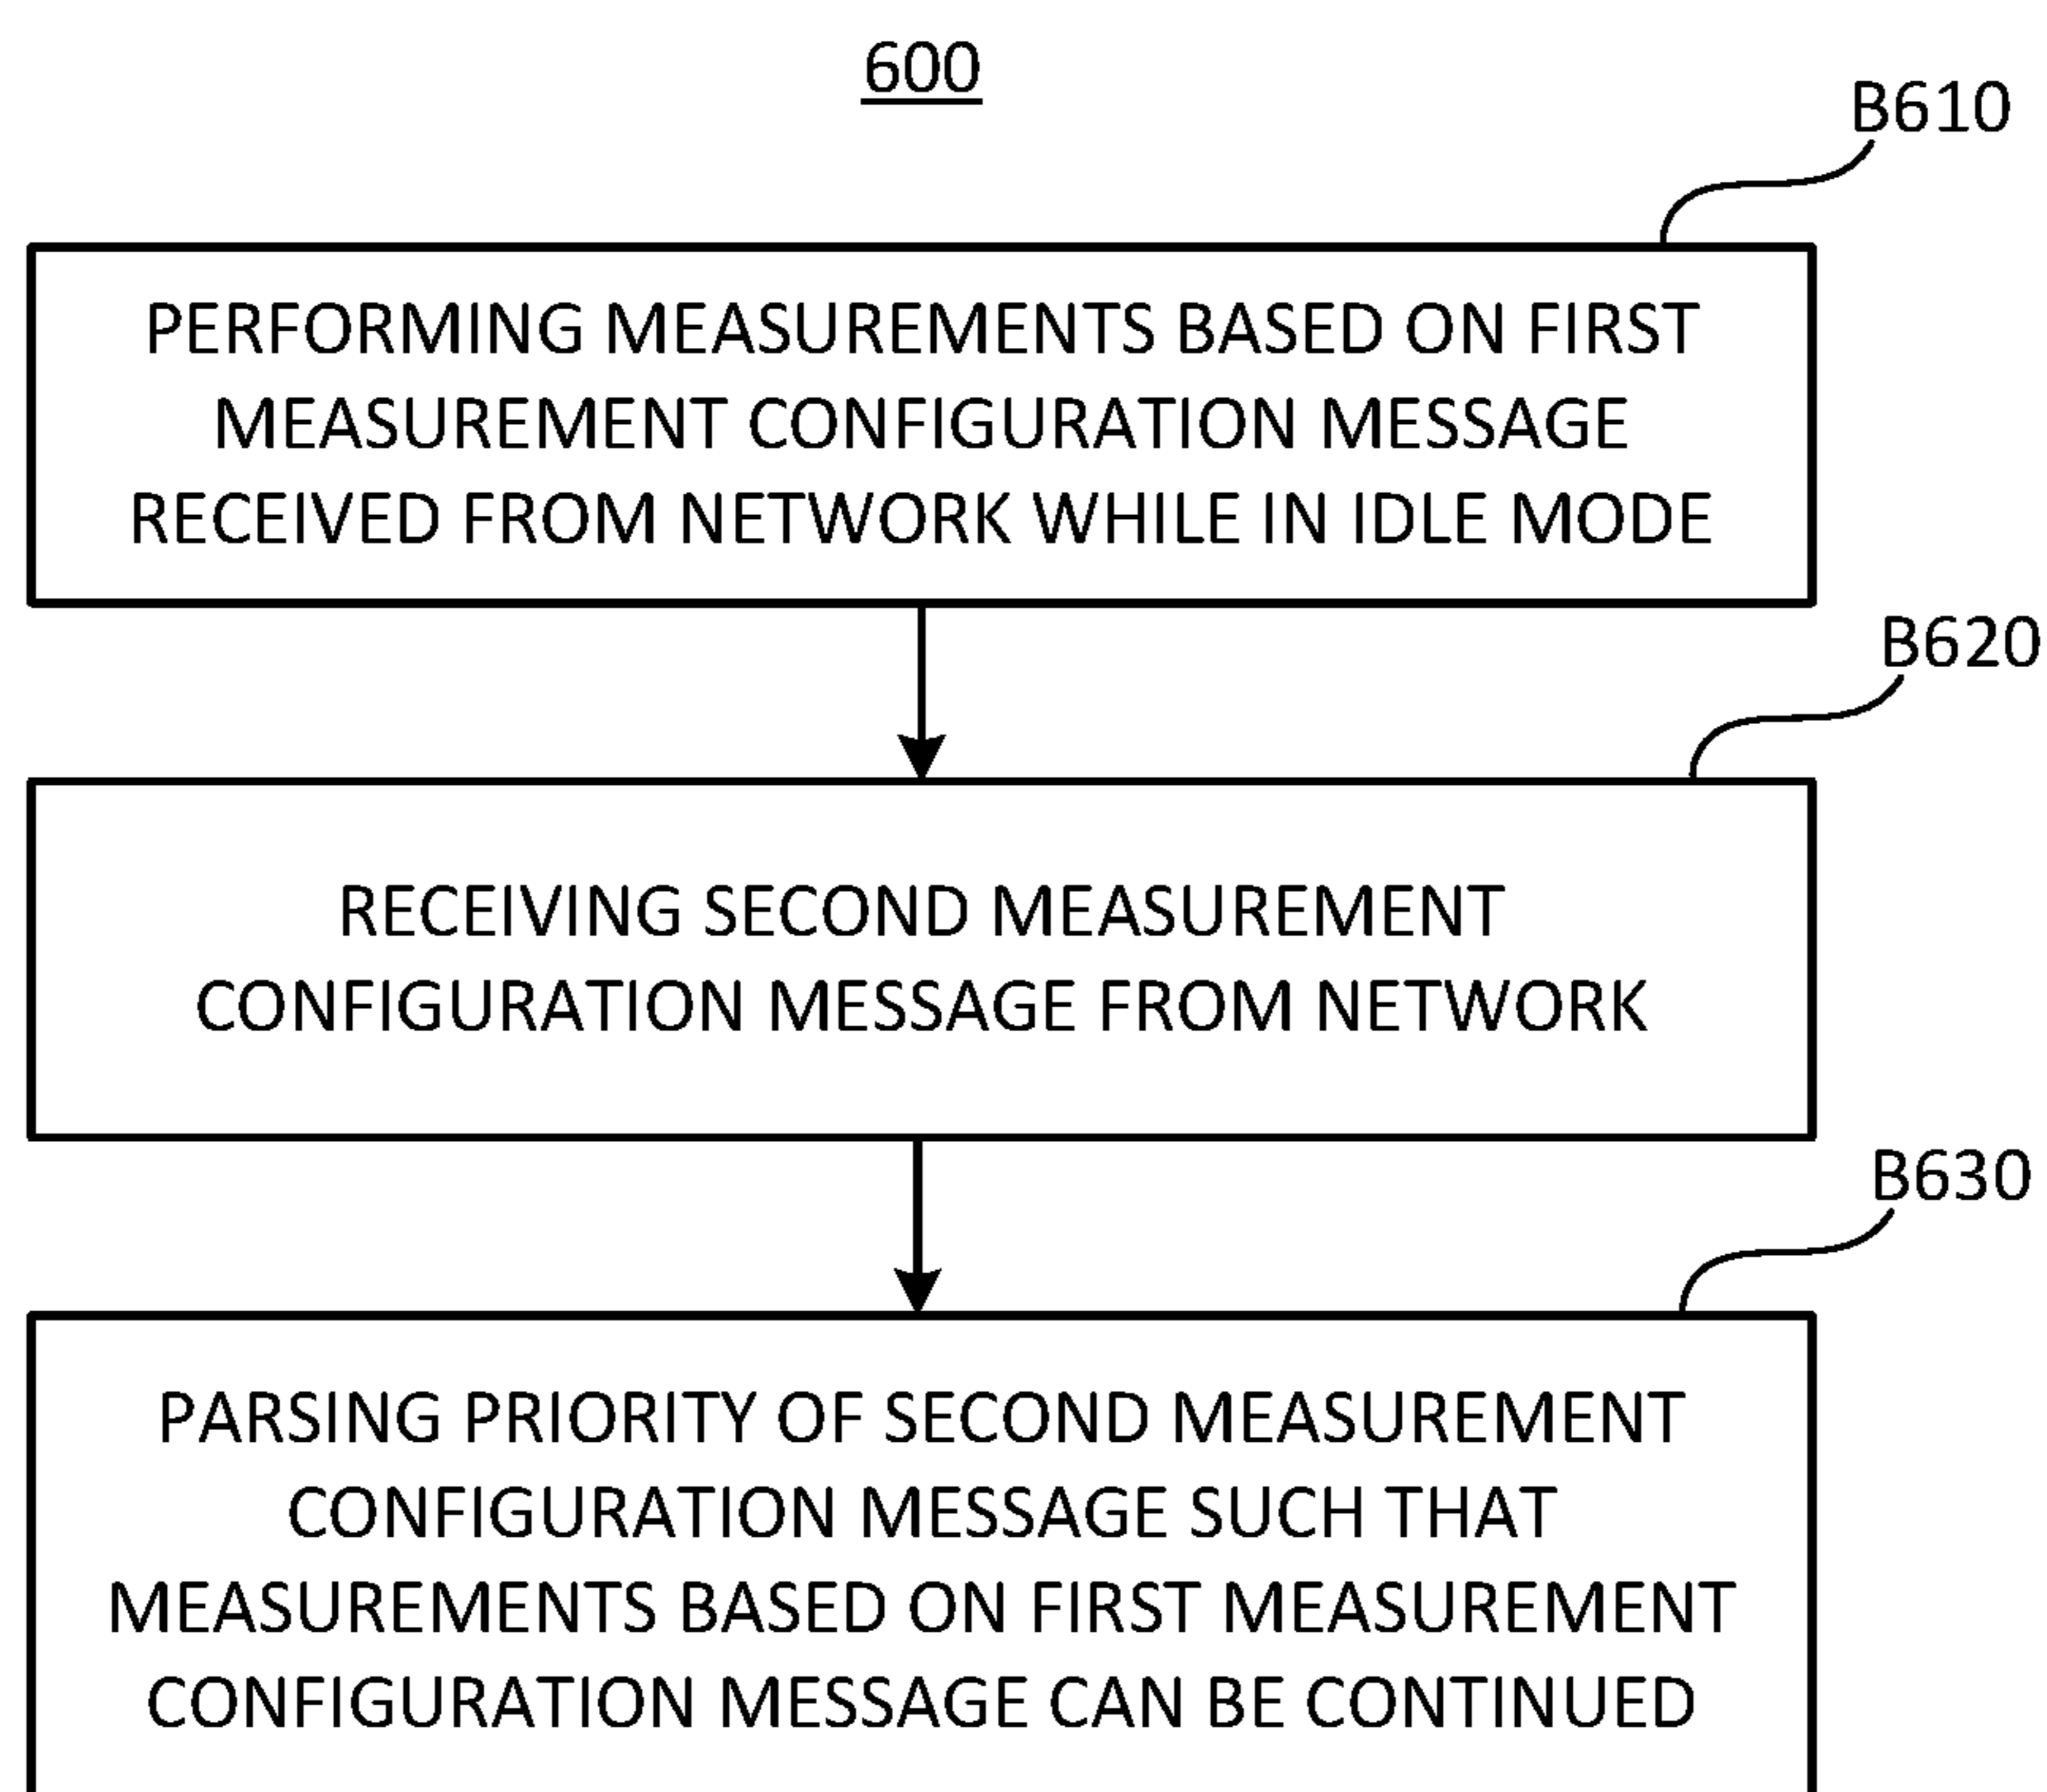 600
B610
PERFORMING MEASUREMENTS BASED ON FIRST
MEASUREMENT CONFIGURATION MESSAGE
RECEIVED FROM NETWORK WHILE IN IDLE MODE
B620
RECEIVING SECOND MEASUREMENT
CONFIGURATION MESSAGE FROM NETWORK
B630
PARSING PRIORITY OF SECOND MEASUREMENT
CONFIGURATION MESSAGE SUCH THAT
MEASUREMENTS BASED ON FIRST MEASUREMENT
CONFIGURATION MESSAGE CAN BE CONTINUED